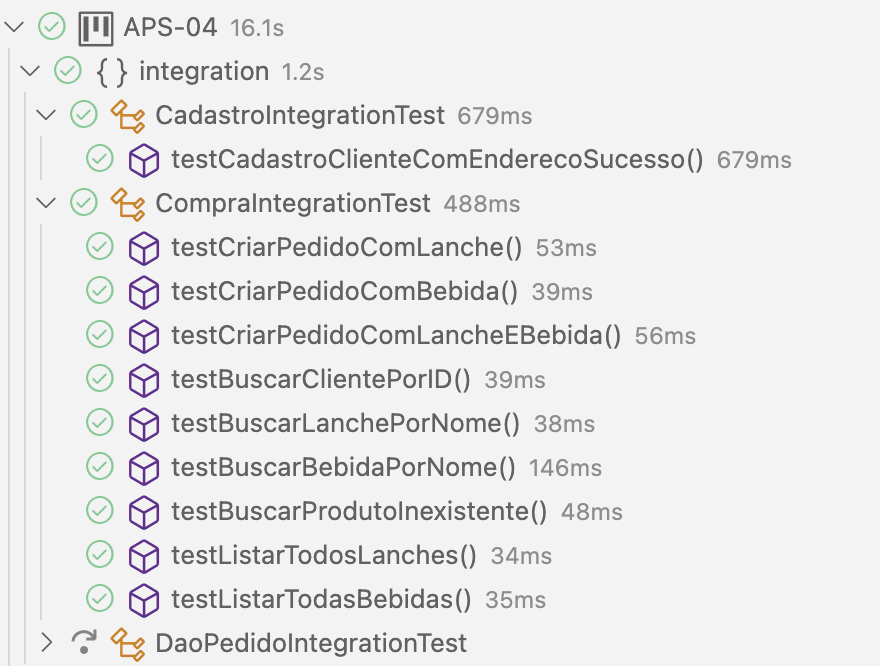 APS-04 16.1s
{ } integration 1.2s
CadastroIntegrationTest 679ms
testCadastroClienteComEnderecoSucesso() 679ms
CompraIntegrationTest 488ms
testCriarPedidoComLanche() 53ms
testCriarPedidoComBebida() 39ms
testCriarPedidoComLancheEBebida() 56ms
testBuscarClientePorID() 39ms
testBuscarLanchePorNome() 38ms
testBuscarBebidaPorNome() 146ms
testBuscarProdutoInexistente() 48ms
testListarTodosLanches() 34ms
testListarTodasBebidas() 35ms
DaoPedidoIntegrationTest